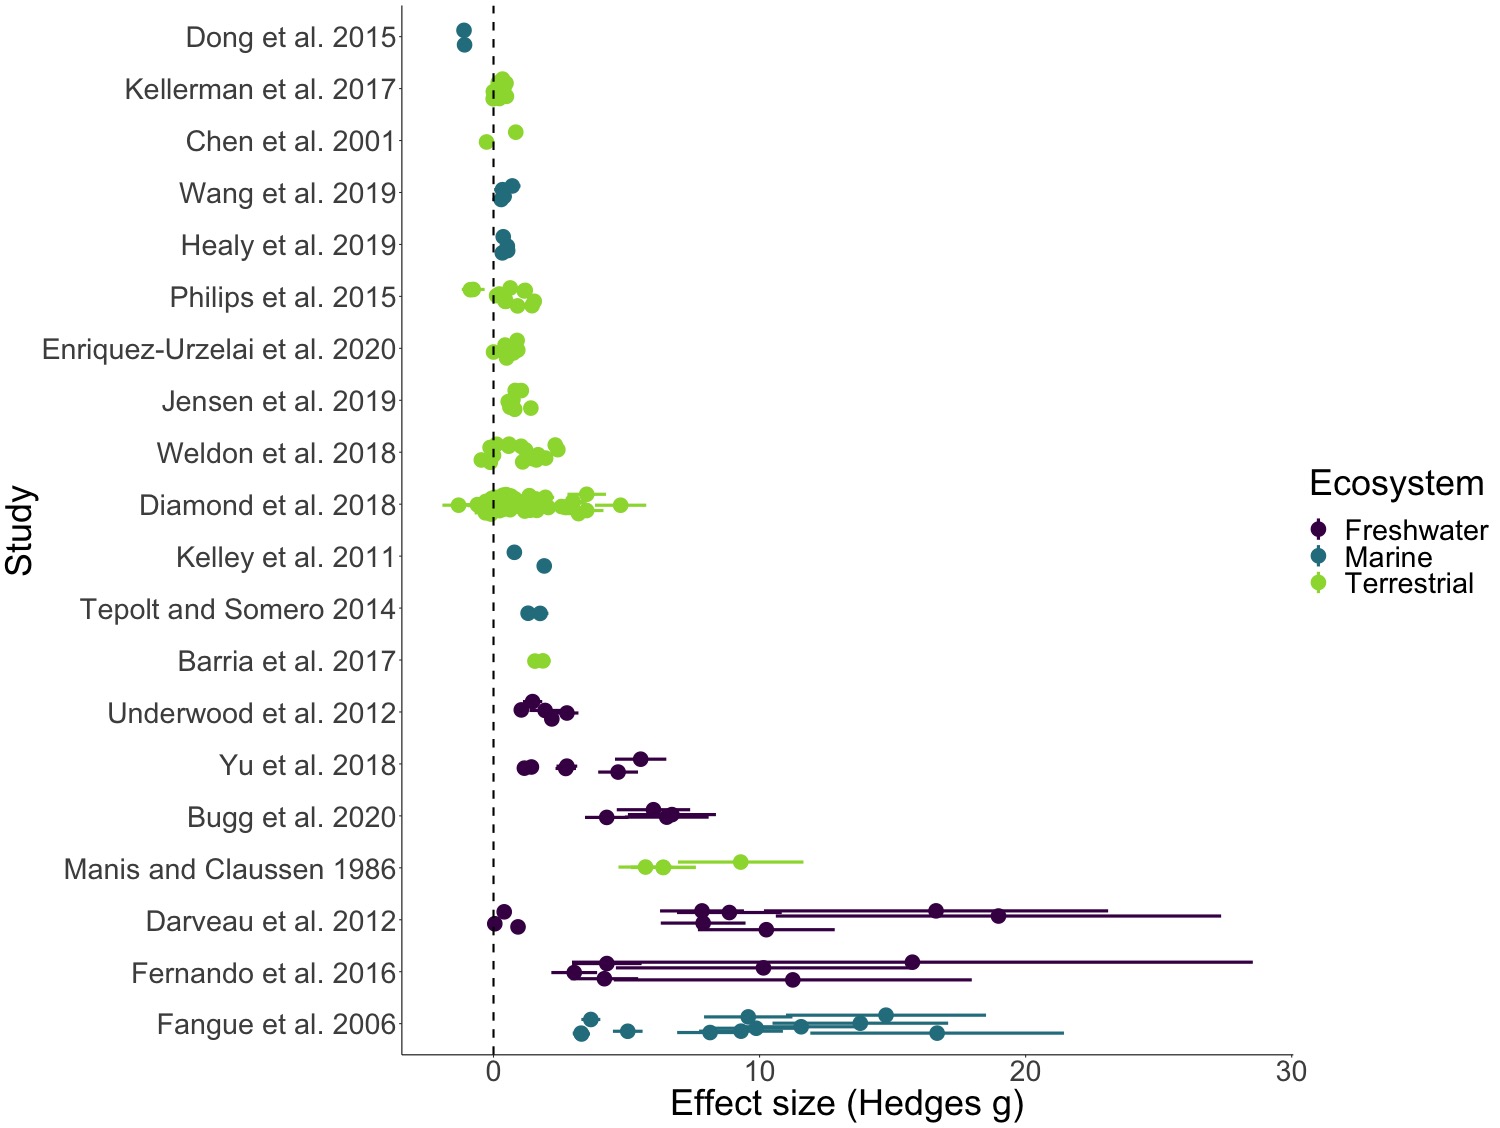 Dong et al. 2015
Kellerman et al. 2017
Chen et al. 2001
Wang et al. 2019
Healy et al. 2019
Philips et al. 2015
Enriquez-Urzelai et al. 2020
Jensen et al. 2019
Weldon et al. 2018
Diamond et al. 2018
Kelley et al. 2011
Tepolt and Somero 2014
Barria et al. 2017
Underwood et al. 2012
Yu et al. 2018
Bugg et al. 2020
Manis and Claussen 1986
Darveau et al. 2012
Fernando et al. 2016
Fangue et al. 2006
Study
0 10 20 30
Effect size (Hedges g)
Ecosystem
Freshwater
Marine
Terrestrial